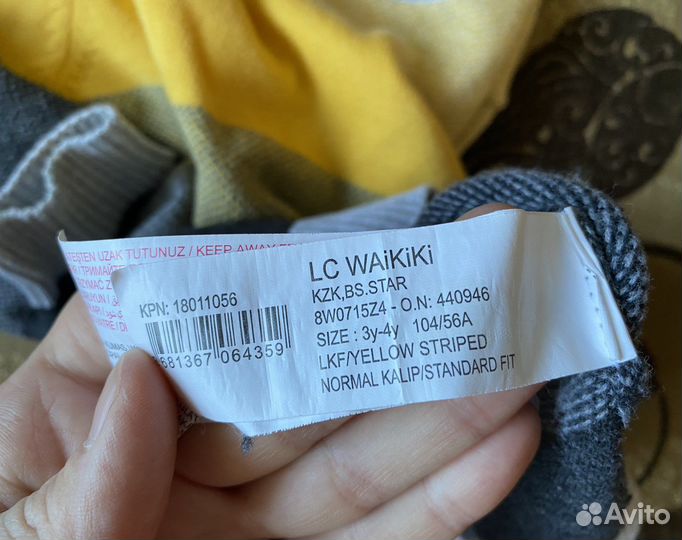 TEŞTEN UZAK TUTUNUZ / KEEP AWAY
KPN: 18011056
681367 064359
LC WAiKiKi
KZK,BS.STAR
8W0715Z4 - O.N: 440946
SIZE : 3y-4y 104/56A
LKF/YELLOW STRIPED
NORMAL KALIP/STANDARD FIT
Avito